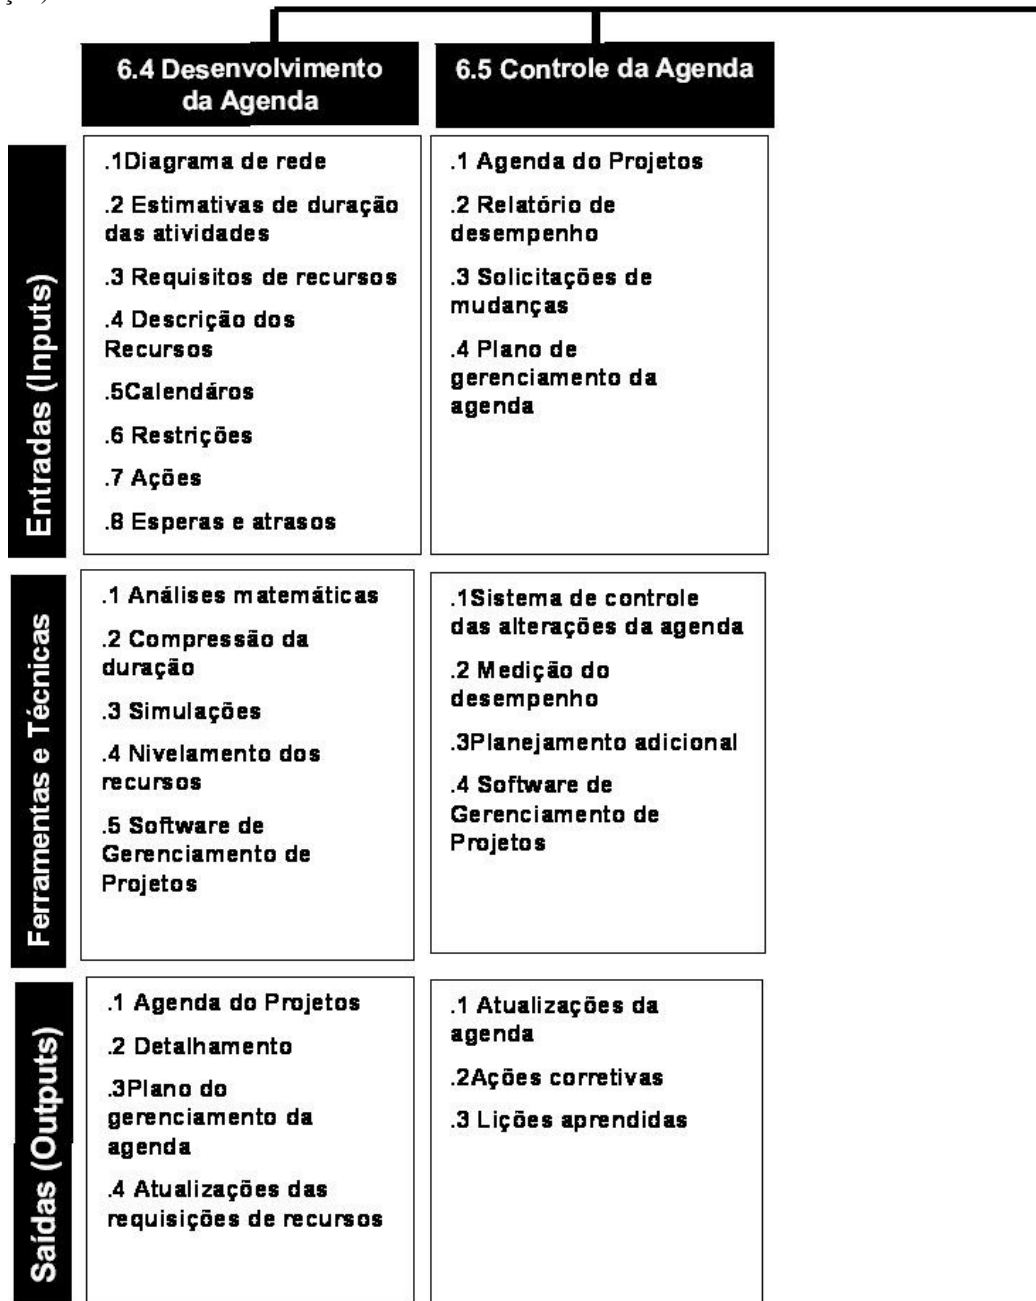 6.4 Desenvolvimento
da Agenda
6.5 Controle da Agenda
Entradas (Inputs)
.1Diagrama de rede
.2 Estimativas de duração
das atividades
.3 Requisitos de recursos
.4 Descrição dos
Recursos
.5Calendáros
.6 Restrições
.7 Ações
.8 Esperas e atrasos
.1 Agenda do Projetos
.2 Relatório de
desempenho
.3 Solicitações de
mudanças
.4 Plano de
gerenciamento da
agenda
Ferramentas e Técnicas
.1 Análises matemáticas
.2 Compressão da
duração
.3 Simulações
.4 Nivelamento dos
recursos
.5 Software de
Gerenciamento de
Projetos
.1Sistema de controle
das alterações da agenda
.2 Medição do
desempenho
.3Planejamento adicional
.4 Software de
Gerenciamento de
Projetos
Saídas (Outputs)
.1 Agenda do Projetos
.2 Detalhamento
.3Plano do
gerenciamento da
agenda
.4 Atualizações das
requisições de recursos
.1 Atualizações da
agenda
.2Ações corretivas
.3 Lições aprendidas